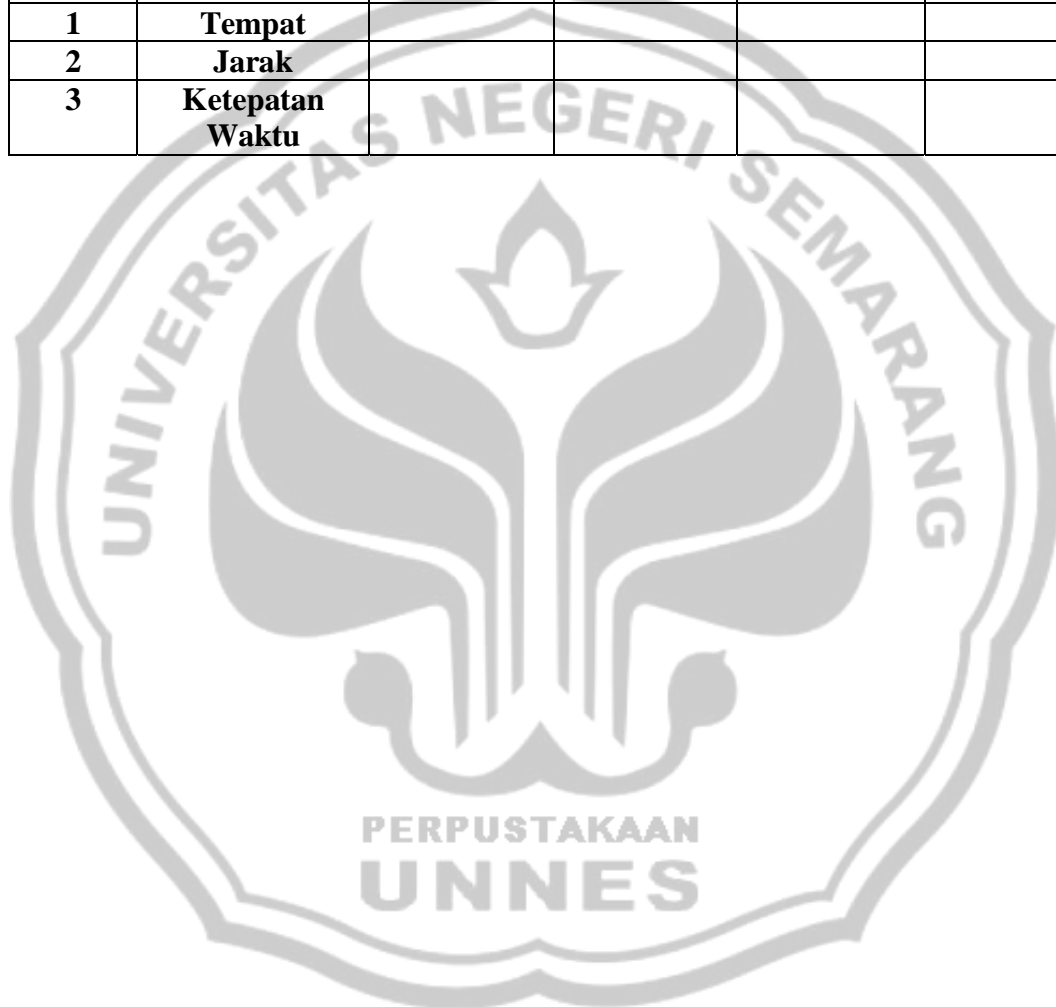 1 Tempat
2 Jarak
3 Ketepatan
Waktu
UNIVERSITAS NEGERI SEMARANG
PERPUSTAKAAN
UNNES